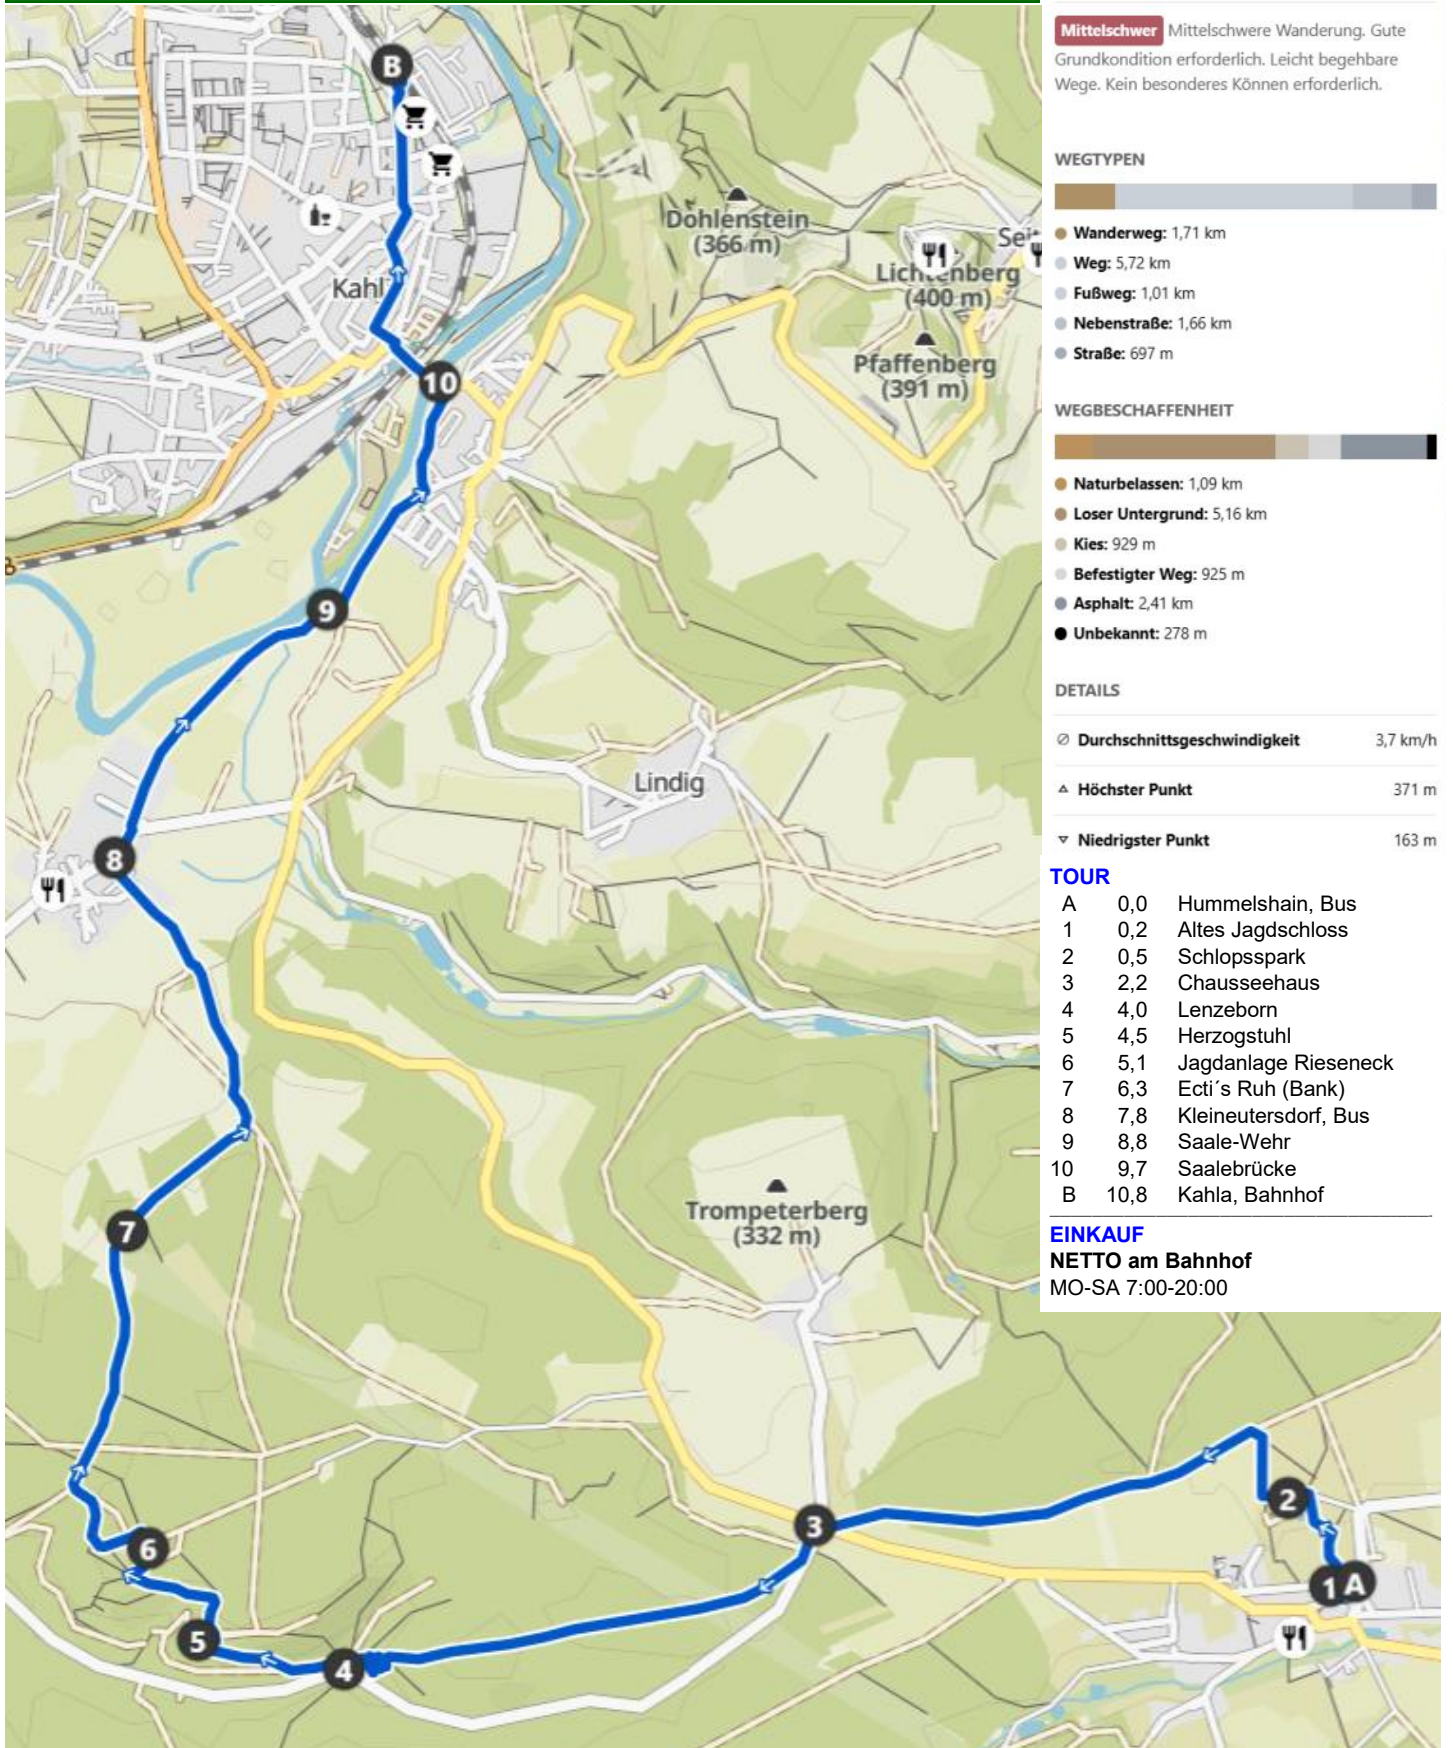 B
Dohlenstein
(366 m)
Lichtenberg
(400 m)
Pfaffenberg
(391 m)
10
9
Lindig
8
7
Trompeterberg
(332 m)
3
2
1
A
6
5
4
Mittelschwer Mittelschwere Wanderung. Gute
Grundkondition erforderlich. Leicht begehbare
Wege. Kein besonderes Können erforderlich.
WEGTYPEN
Wanderweg: 1,71 km
Weg: 5,72 km
Fußweg: 1,01 km
Nebenstraße: 1,66 km
Straße: 697 m
WEGBESCHAFFENHEIT
Naturbelassen: 1,09 km
Loser Untergrund: 5,16 km
Kies: 929 m
Befestigter Weg: 925 m
Asphalt: 2,41 km
Unbekannt: 278 m
DETAILS
Durchschnittsgeschwindigkeit 3,7 km/h
Höchster Punkt 371 m
Niedrigster Punkt 163 m
TOUR
A 0,0 Hummelshain, Bus
1 0,2 Altes Jagdschloss
2 0,5 Schlopsspark
3 2,2 Chausseehaus
4 4,0 Lenzeborn
5 4,5 Herzogstuhl
6 5,1 Jagdanlage Rieseneck
7 6,3 Ecti´s Ruh (Bank)
8 7,8 Kleineutersdorf, Bus
9 8,8 Saale-Wehr
10 9,7 Saalebrücke
B 10,8 Kahla, Bahnhof
EINKAUF
NETTO am Bahnhof
MO-SA 7:00-20:00